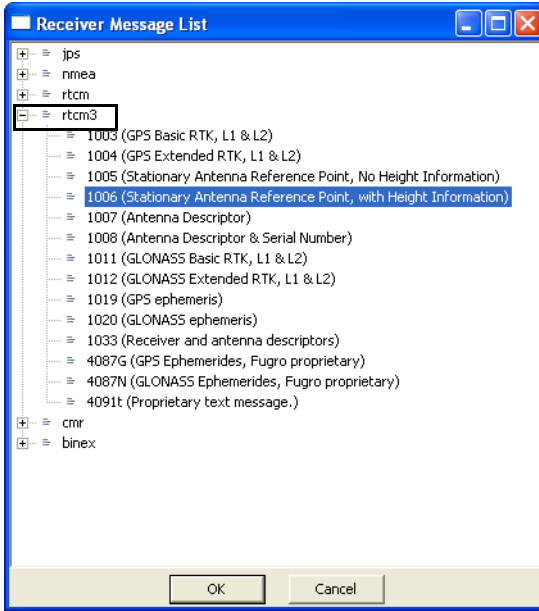 Receiver Message List
jps
nmea
rtcm
rtcm3
1003 (GPS Basic RTK, L1 & L2)
1004 (GPS Extended RTK, L1 & L2)
1005 (Stationary Antenna Reference Point, No Height Information)
1006 (Stationary Antenna Reference Point, with Height Information)
1007 (Antenna Descriptor)
1008 (Antenna Descriptor & Serial Number)
1011 (GLONASS Basic RTK, L1 & L2)
1012 (GLONASS Extended RTK, L1 & L2)
1019 (GPS ephemeris)
1020 (GLONASS ephemeris)
1033 (Receiver and antenna descriptors)
4087G (GPS Ephemerides, Fugro proprietary)
4087N (GLONASS Ephemerides, Fugro proprietary)
4091t (Proprietary text message.)
cmr
binex
OK Cancel